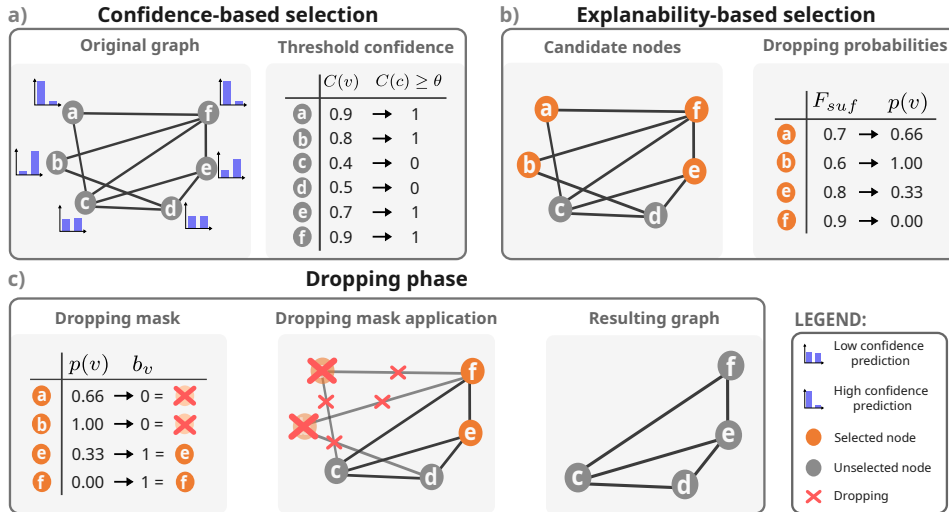 a) Confidence-based selection
Original graph
a
f
b
e
c
d
Threshold confidence
C(v) C(c) ≥ θ
a 0.9 → 1
b 0.8 → 1
c 0.4 → 0
d 0.5 → 0
e 0.7 → 1
f 0.9 → 1
b) Explanability-based selection
Candidate nodes
a
f
b
e
c
d
Dropping probabilities
F_suf p(v)
a 0.7 → 0.66
b 0.6 → 1.00
e 0.8 → 0.33
f 0.9 → 0.00
c) Dropping phase
Dropping mask
p(v) b_v
a 0.66 → 0 =
b 1.00 → 0 =
e 0.33 → 1 = e
f 0.00 → 1 = f
Dropping mask application
f
e
c
d
Resulting graph
f
e
c
d
LEGEND:
Low confidence
prediction
High confidence
prediction
Selected node
Unselected node
Dropping